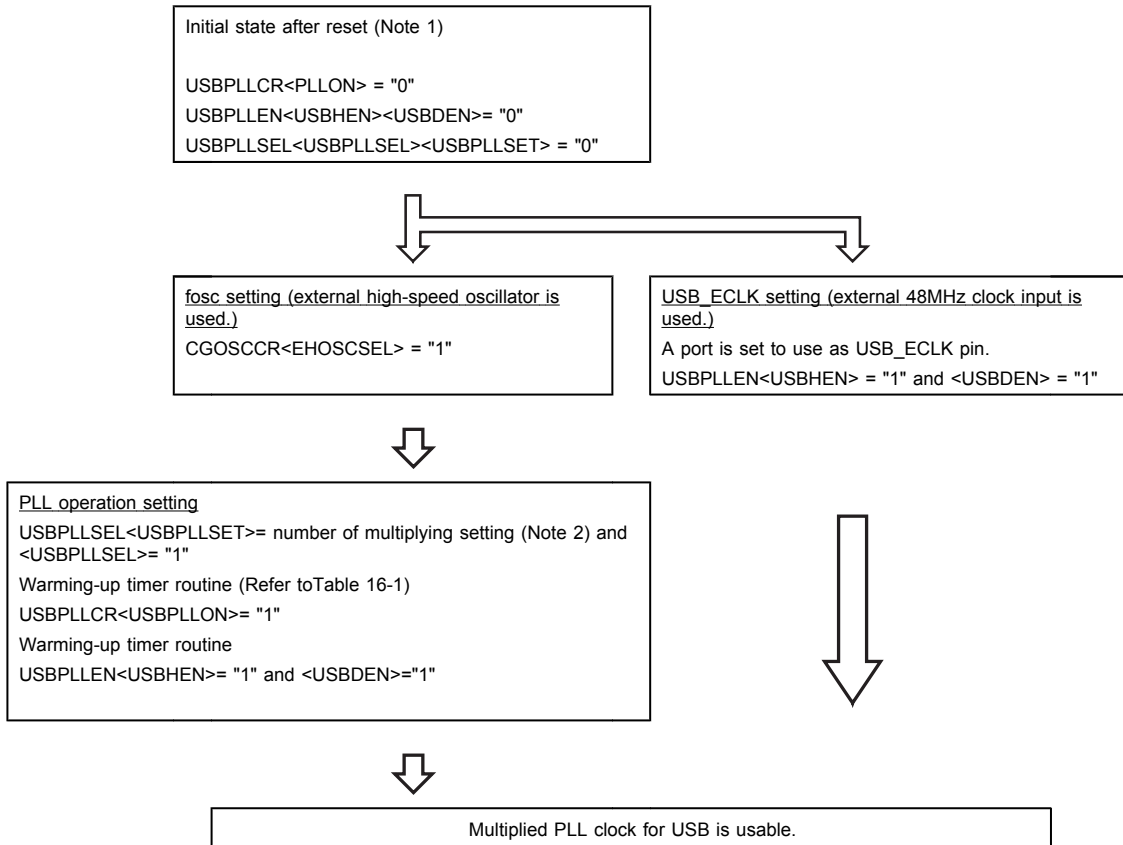 Initial state after reset (Note 1)
USBPLLCR<PLLON> = "0"
USBPLLEN<USBHEN><USBDEN>= "0"
USBPLLSEL<USBPLLSEL><USBPLLSET> = "0"
fosc setting (external high-speed oscillator is
used.)
CGOSCCR<EHOSCSEL> = "1"
USB_ECLK setting (external 48MHz clock input is
used.)
A port is set to use as USB_ECLK pin.
USBPLLEN<USBHEN> = "1" and <USBDEN> = "1"
PLL operation setting
USBPLLSEL<USBPLLSET>= number of multiplying setting (Note 2) and
<USBPLLSEL>= "1"
Warming-up timer routine (Refer toTable 16-1)
USBPLLCR<USBPLLON>= "1"
Warming-up timer routine
USBPLLEN<USBHEN>= "1" and <USBDEN>="1"
Multiplied PLL clock for USB is usable.